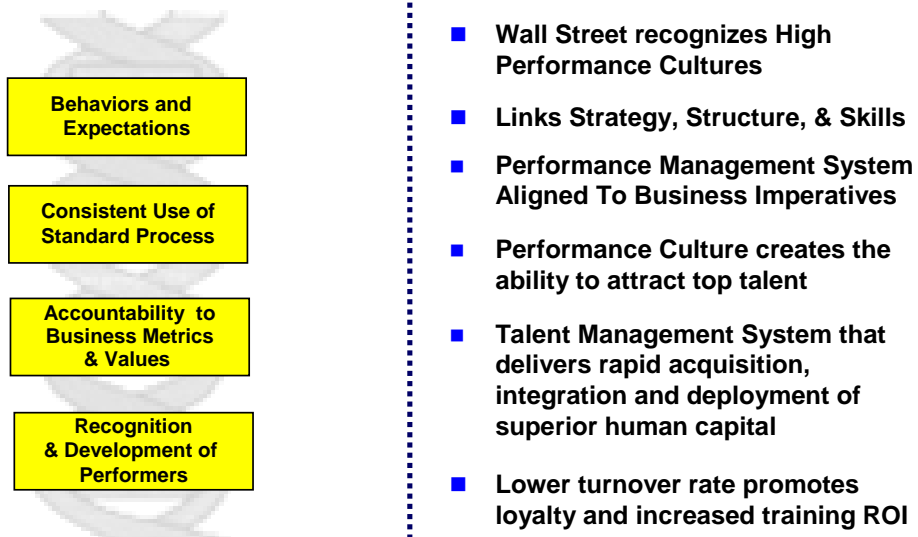 Behaviors and
Expectations
Consistent Use of
Standard Process
Accountability to
Business Metrics
& Values
Recognition
& Development of
Performers
Wall Street recognizes High
Performance Cultures
Links Strategy, Structure, & Skills
Performance Management System
Aligned To Business Imperatives
Performance Culture creates the
ability to attract top talent
Talent Management System that
delivers rapid acquisition,
integration and deployment of
superior human capital
Lower turnover rate promotes
loyalty and increased training ROI